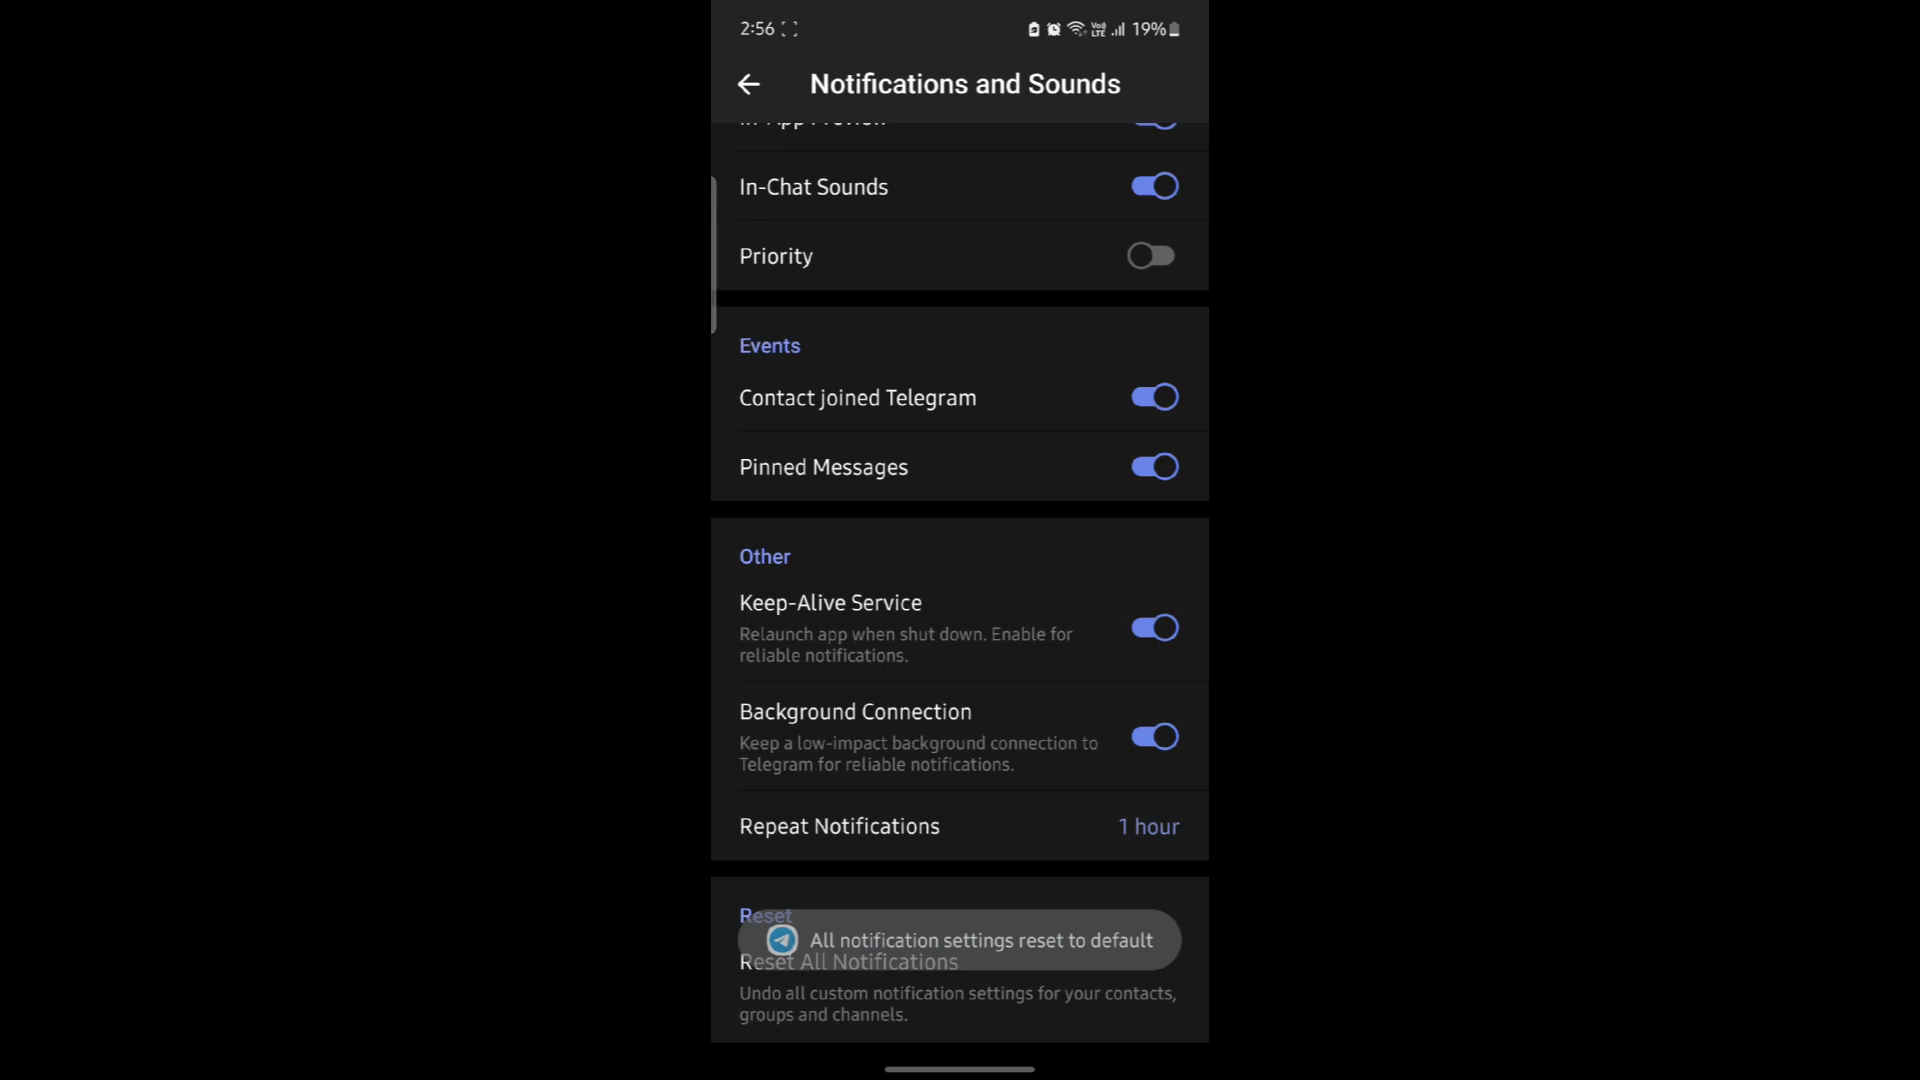 2:56
19%
Notifications and Sounds
In-App Preview
In-Chat Sounds
Priority
Events
Contact joined Telegram
Pinned Messages
Other
Keep-Alive Service
Relaunch app when shut down. Enable for
reliable notifications.
Background Connection
Keep a low-impact background connection to
Telegram for reliable notifications.
Repeat Notifications
1 hour
Reset
All notification settings reset to default
Reset All Notifications
Undo all custom notification settings for your contacts,
groups and channels.